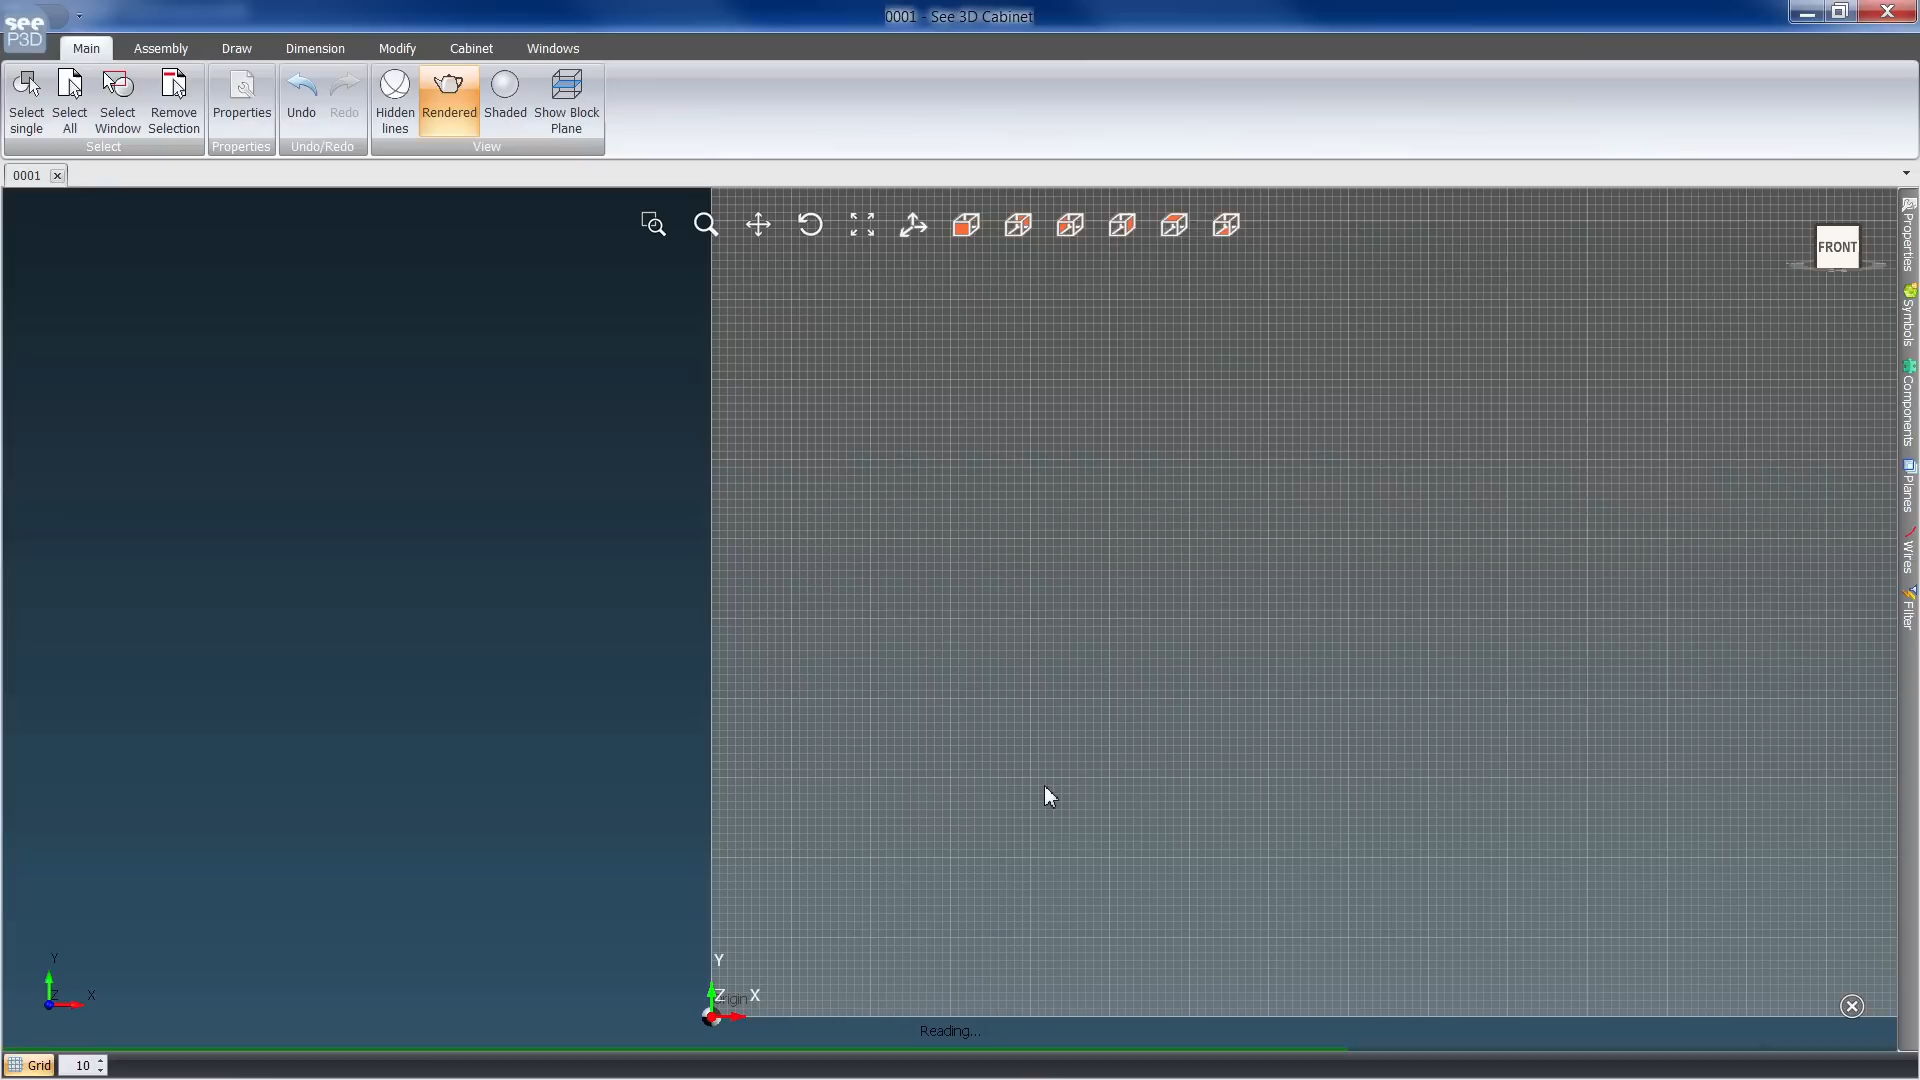 0001 - See 3D Cabinet
see
P3D
Main
Assembly
Draw
Dimension
Modify
Cabinet
Windows
Select single
Select All
Select Window
Remove Selection
Properties
Undo
Redo
Hidden lines
Rendered
Shaded
Show Block Plane
Select
Properties
Undo/Redo
View
0001
FRONT
Properties
Symbols
Components
Planes
Wires
Filter
Y
Z
X
Y
Z
X
Origin
Reading...
Grid
10